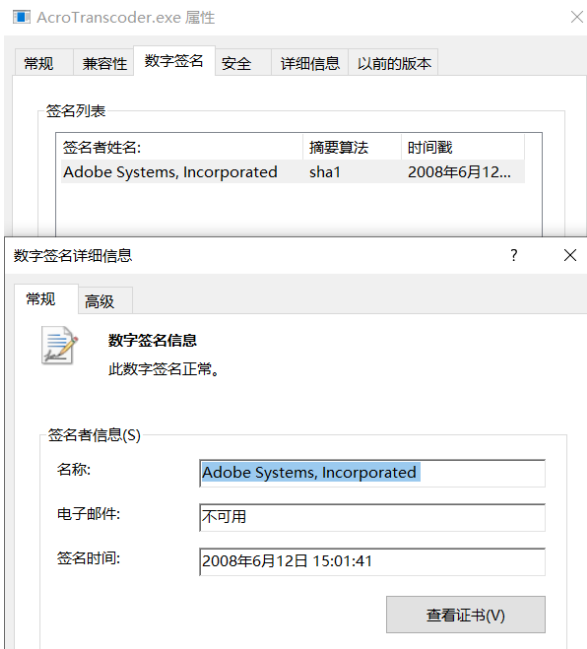 AcroTranscoder.exe 属性
常规 兼容性 数字签名 安全 详细信息 以前的版本
签名列表
签名者姓名: 摘要算法 时间戳
Adobe Systems, Incorporated sha1 2008年6月12...
数字签名详细信息 ?
常规 高级
数字签名信息
此数字签名正常。
签名者信息(S)
名称: Adobe Systems, Incorporated
电子邮件: 不可用
签名时间: 2008年6月12日 15:01:41
查看证书(V)